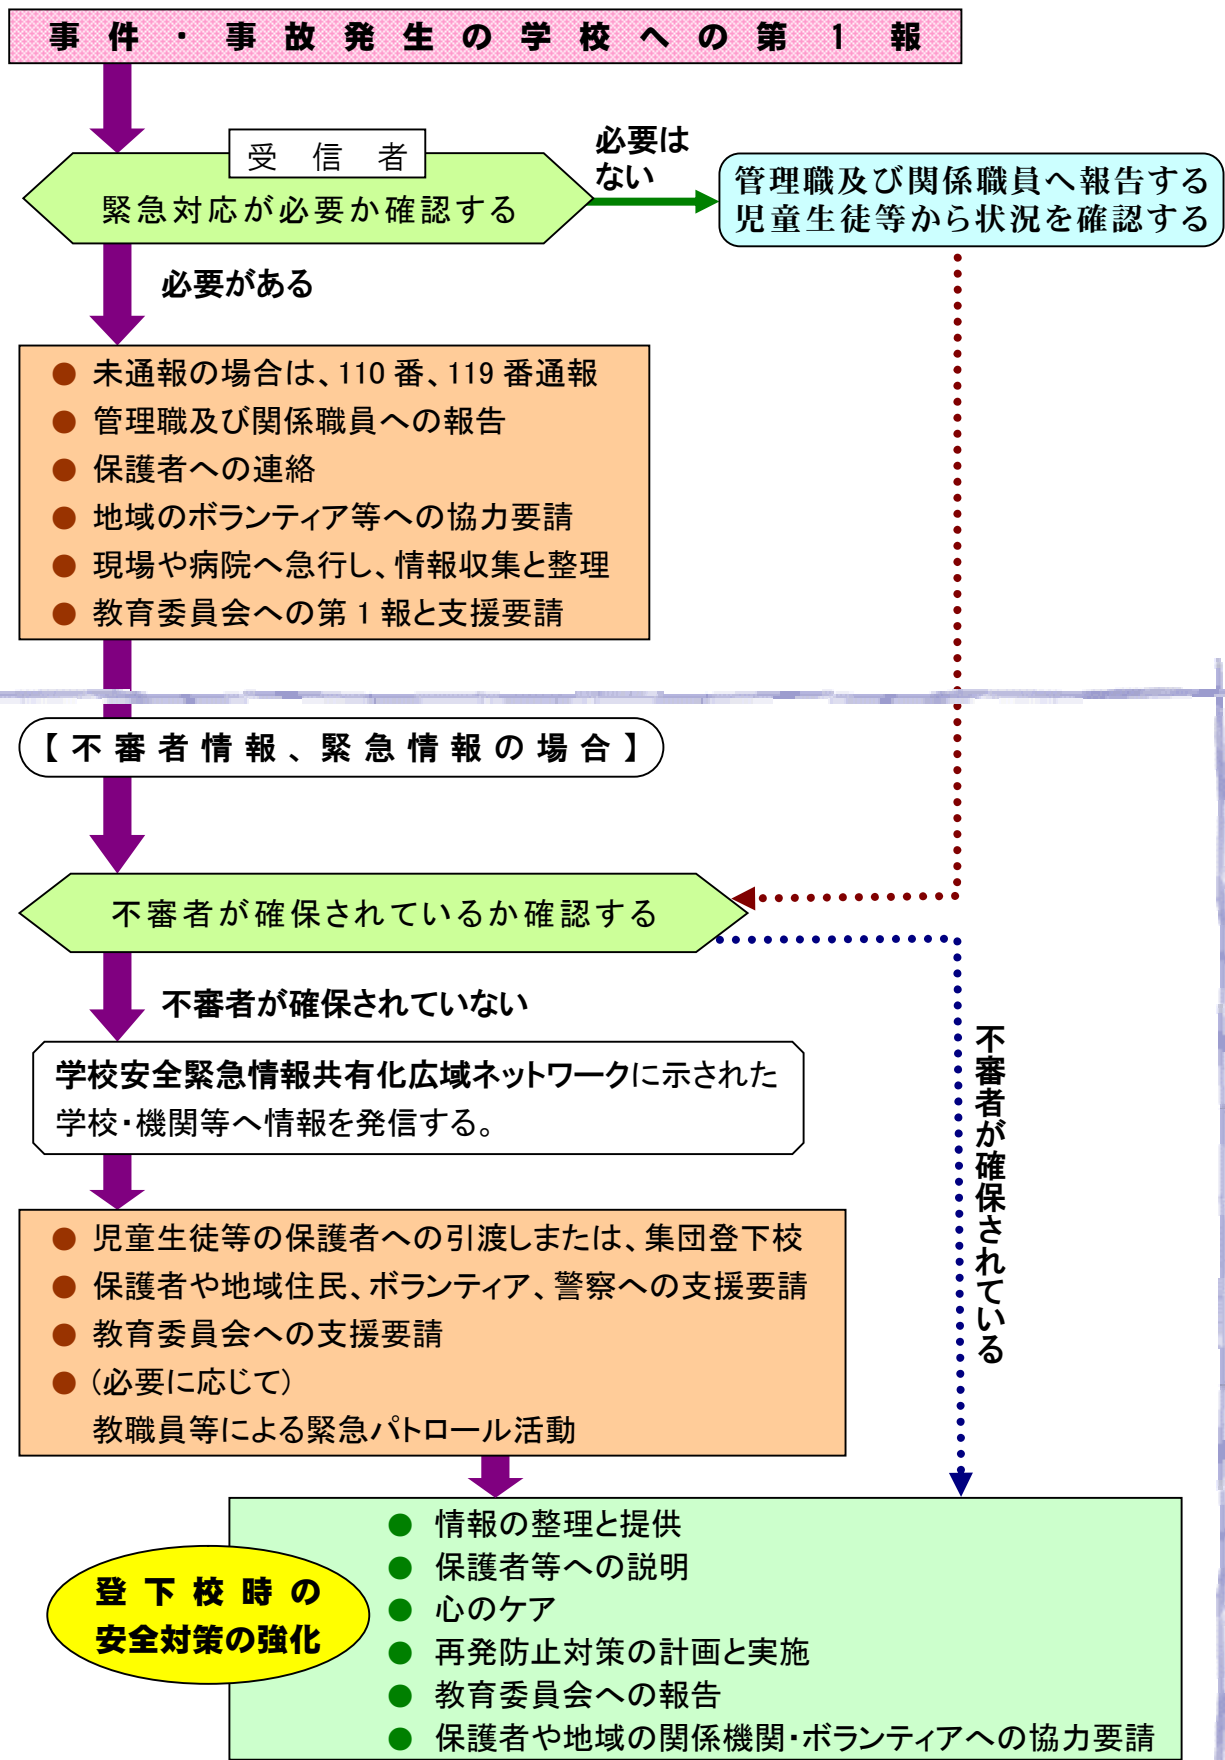 事件・事故発生の学校への第1報
受信者
緊急対応が必要か確認する
必要は
ない
管理職及び関係職員へ報告する
児童生徒等から状況を確認する
必要がある
● 未通報の場合は、110番、119番通報
● 管理職及び関係職員への報告
● 保護者への連絡
● 地域のボランティア等への協力要請
● 現場や病院へ急行し、情報収集と整理
● 教育委員会への第1報と支援要請
【不審者情報、緊急情報の場合】
不審者が確保されているか確認する
不審者が確保されていない
不審者が確保されている
学校安全緊急情報共有化広域ネットワークに示された
学校・機関等へ情報を発信する。
● 児童生徒等の保護者への引渡しまたは、集団登下校
● 保護者や地域住民、ボランティア、警察への支援要請
● 教育委員会への支援要請
● (必要に応じて)
教職員等による緊急パトロール活動
登下校時の
安全対策の強化
● 情報の整理と提供
● 保護者等への説明
● 心のケア
● 再発防止対策の計画と実施
● 教育委員会への報告
● 保護者や地域の関係機関・ボランティアへの協力要請